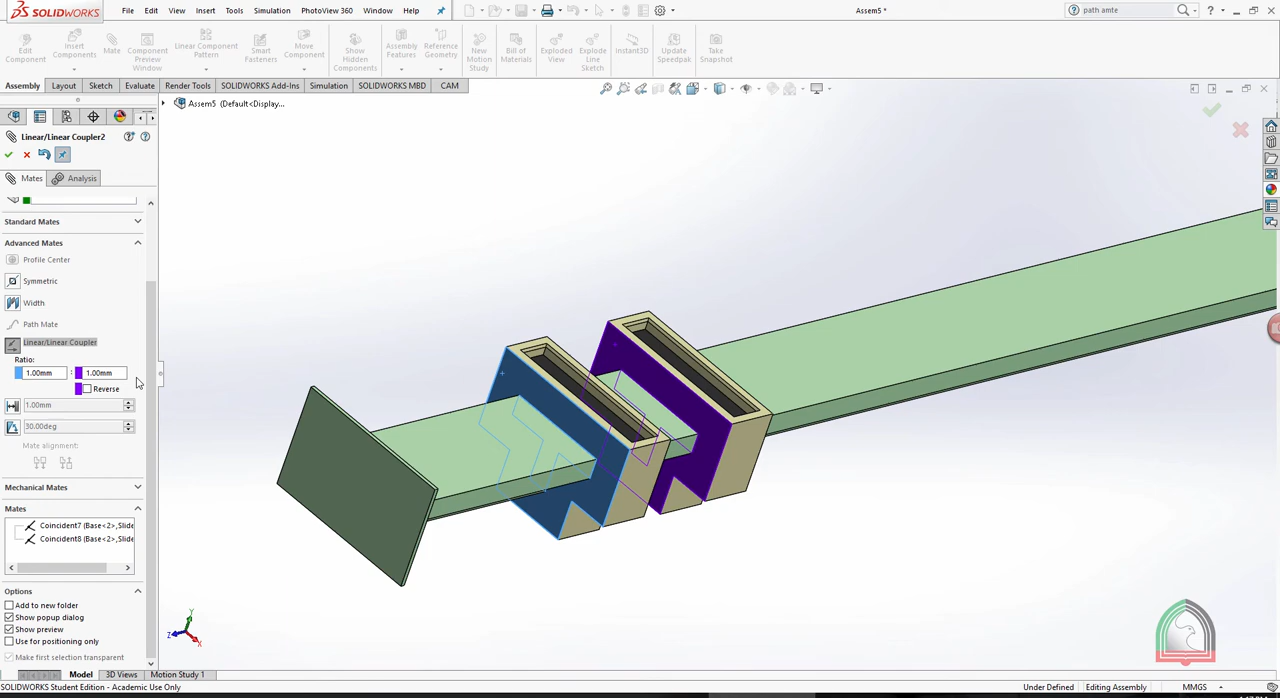 SOLIDWORKS
File Edit View Insert Tools Simulation PhotoView 360 Window Help
Assem5 *
path amte
Edit Component
Insert Components
Mate
Component Preview Window
Linear Component Pattern
Smart Fasteners
Move Component
Show Hidden Components
Assembly Features
Reference Geometry
New Motion Study
Bill of Materials
Exploded View
Explode Line Sketch
Instant3D
Update Speedpak
Take Snapshot
Assembly Layout Sketch Evaluate Render Tools SOLIDWORKS Add-Ins Simulation SOLIDWORKS MBD CAM
Assem5 (Default<Display...
Linear/Linear Coupler2
Mates Analysis
Standard Mates
Advanced Mates
Profile Center
Symmetric
Width
Path Mate
Linear/Linear Coupler
Ratio:
1.00mm : 1.00mm
Reverse
1.00mm
30.00deg
Mate alignment:
Mechanical Mates
Mates
Coincident7 (Base<2>,Slide
Coincident8 (Base<2>,Slide
Options
Add to new folder
Show popup dialog
Show preview
Use for positioning only
Make first selection transparent
Y
Z
X
Model 3D Views Motion Study 1
SOLIDWORKS Student Edition - Academic Use Only
Under Defined Editing Assembly MMGS